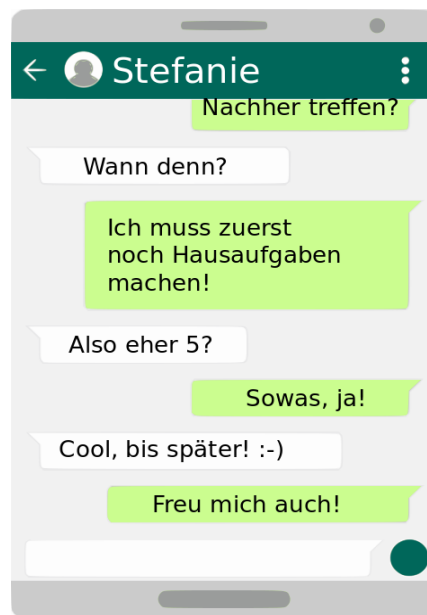 Stefanie
Nachher treffen?
Wann denn?
Ich muss zuerst
noch Hausaufgaben
machen!
Also eher 5?
Sowas, ja!
Cool, bis später! :-)
Freu mich auch!